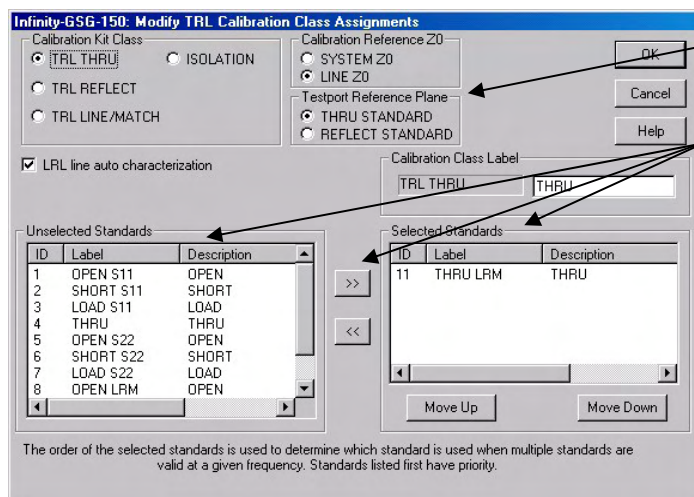 Infinity-GSG-150: Modify TRL Calibration Class Assignments
Calibration Kit Class
TRL THRU
ISOLATION
TRL REFLECT
TRL LINE/MATCH
Calibration Reference Z0
SYSTEM Z0
LINE Z0
Testport Reference Plane
THRU STANDARD
REFLECT STANDARD
OK
Cancel
Help
LRL line auto characterization
Calibration Class Label
TRL THRU THRU
Unselected Standards
ID Label Description
1 OPEN S11 OPEN
2 SHORT S11 SHORT
3 LOAD S11 LOAD
4 THRU THRU
5 OPEN S22 OPEN
6 SHORT S22 SHORT
7 LOAD S22 LOAD
8 OPEN LRM OPEN
>>
<<
Selected Standards
ID Label Description
11 THRU LRM THRU
Move Up Move Down
The order of the selected standards is used to determine which standard is used when multiple standards are
valid at a given frequency. Standards listed first have priority.